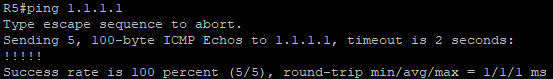 R5#ping 1.1.1.1
Type escape sequence to abort.
Sending 5, 100-byte ICMP Echos to 1.1.1.1, timeout is 2 seconds:
!!!!!
Success rate is 100 percent (5/5), round-trip min/avg/max = 1/1/1 ms